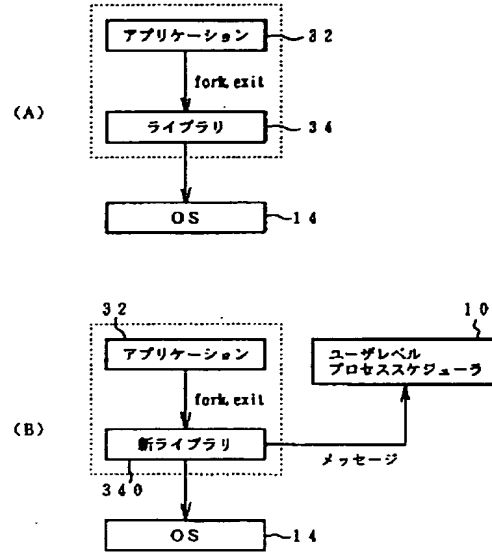 アプリケーション
32
fork,exit
(A)
ライブラリ
34
OS
14
32
10
アプリケーション
ユーザレベル
プロセススケジューラ
fork,exit
(B)
新ライブラリ
メッセージ
340
OS
14